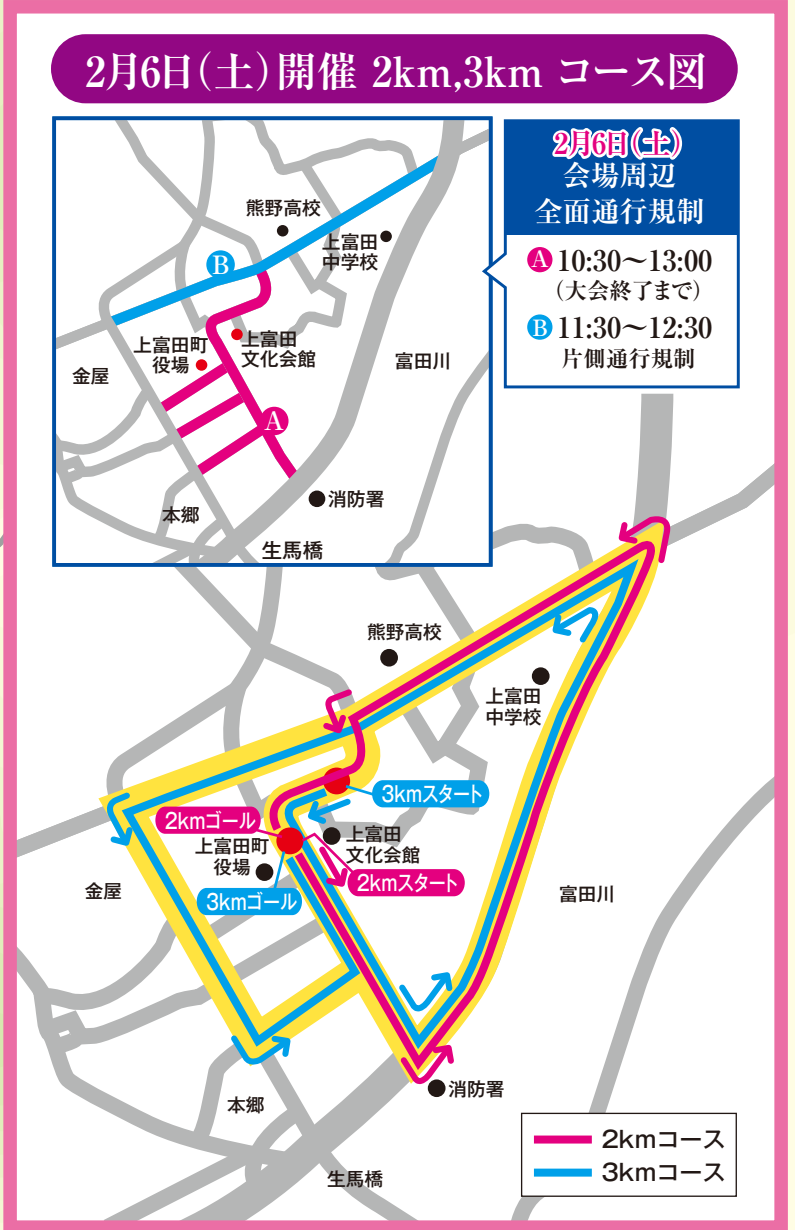 2月6日(土)開催 2km,3km コース図
2月6日(土)
会場周辺
全面通行規制
A 10:30〜13:00
(大会終了まで)
B 11:30〜12:30
片側通行規制
熊野高校
上富田
中学校
B
上富田町
役場
上富田
文化会館
金屋
富田川
A
消防署
本郷
生馬橋
熊野高校
上富田
中学校
3kmスタート
2kmゴール
上富田町
役場
上富田
文化会館
2kmスタート
3kmゴール
金屋
富田川
消防署
本郷
生馬橋
2kmコース
3kmコース